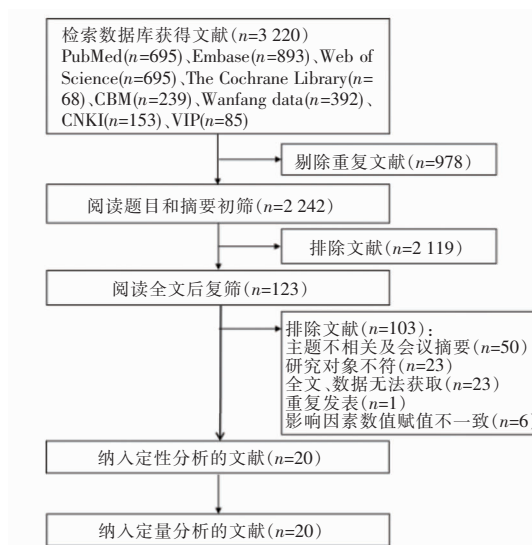 检索数据库获得文献(n=3 220)
PubMed(n=695)、Embase(n=893)、Web of
Science(n=695)、The Cochrane Library(n=
68)、CBM(n=239)、Wanfang data(n=392)、
CNKI(n=153)、VIP(n=85)
剔除重复文献(n=978)
阅读题目和摘要初筛(n=2 242)
排除文献(n=2 119)
阅读全文后复筛(n=123)
排除文献(n=103)：
主题不相关及会议摘要(n=50)
研究对象不符(n=23)
全文、数据无法获取(n=23)
重复发表(n=1)
影响因素数值赋值不一致(n=6)
纳入定性分析的文献(n=20)
纳入定量分析的文献(n=20)